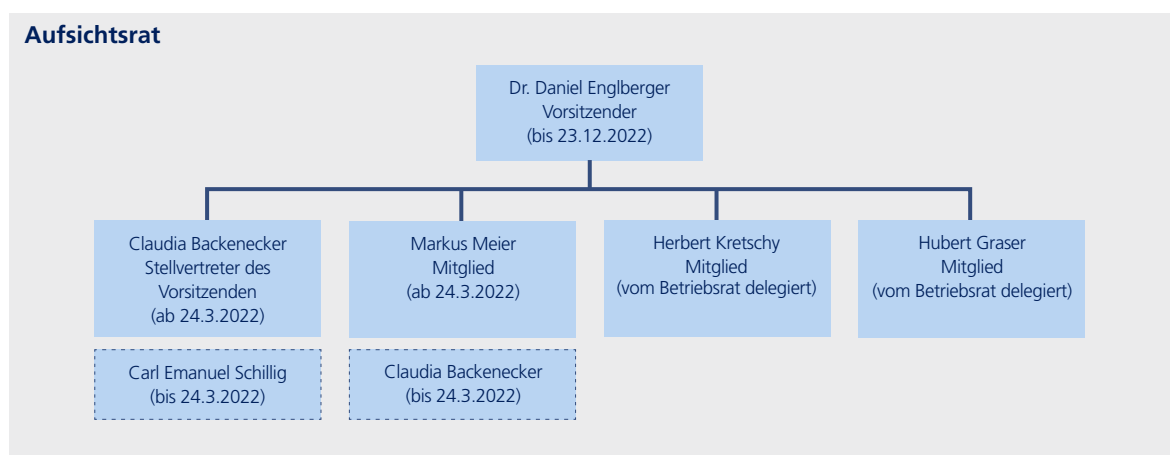 Aufsichtsrat
Dr. Daniel Englberger
Vorsitzender
(bis 23.12.2022)
Claudia Backenecker
Stellvertreter des
Vorsitzenden
(ab 24.3.2022)
Markus Meier
Mitglied
(ab 24.3.2022)
Herbert Kretschy
Mitglied
(vom Betriebsrat delegiert)
Hubert Graser
Mitglied
(vom Betriebsrat delegiert)
Carl Emanuel Schillig
(bis 24.3.2022)
Claudia Backenecker
(bis 24.3.2022)